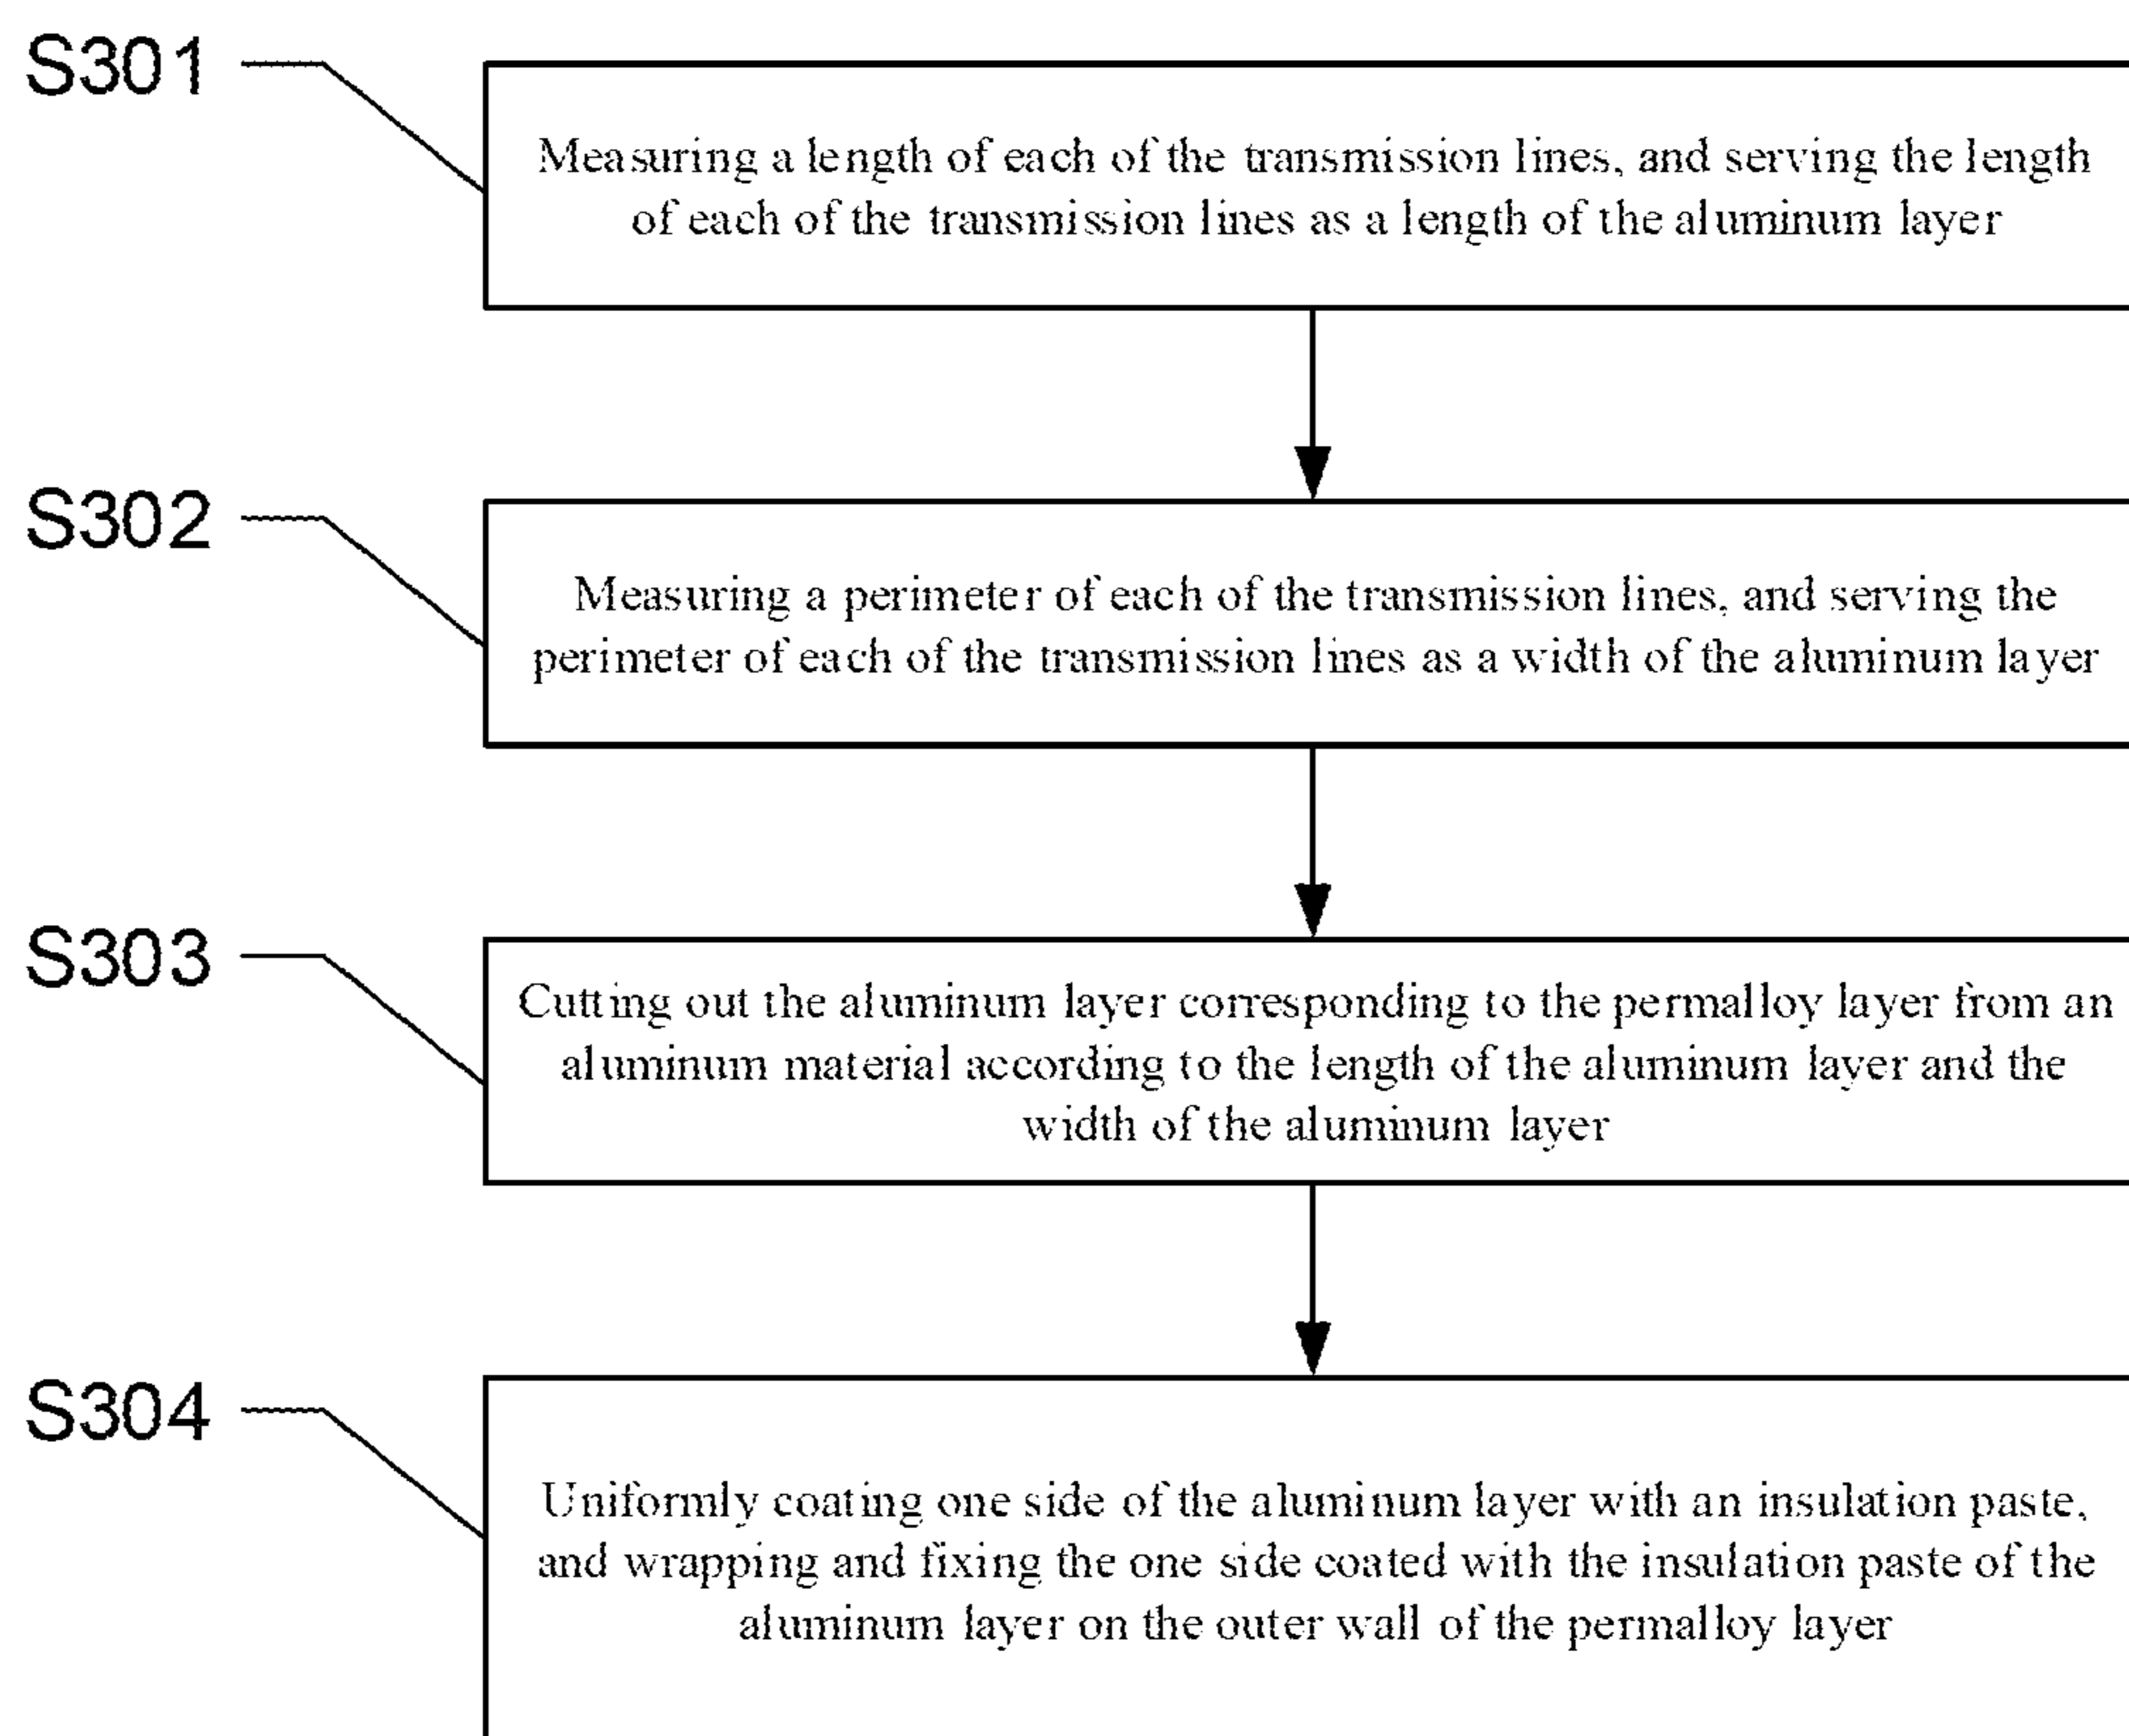 S301
Measuring a length of each of the transmission lines, and serving the length
of each of the transmission lines as a length of the aluminum layer
S302
Measuring a perimeter of each of the transmission lines, and serving the
perimeter of each of the transmission lines as a width of the aluminum layer
S303
Cutting out the aluminum layer corresponding to the permalloy layer from an
aluminum material according to the length of the aluminum layer and the
width of the aluminum layer
S304
Uniformly coating one side of the aluminum layer with an insulation paste,
and wrapping and fixing the one side coated with the insulation paste of the
aluminum layer on the outer wall of the permalloy layer